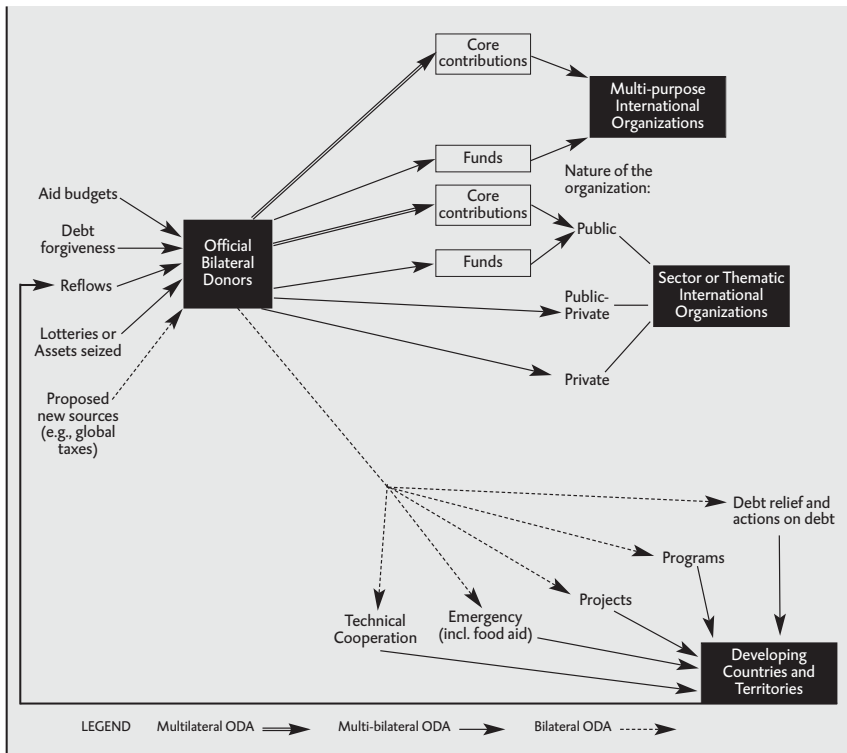 Core
contributions
Multi-purpose
International
Organizations
Funds
Nature of the
organization:
Aid budgets
Core
contributions
Public
Debt
forgiveness
Official
Bilateral
Donors
Funds
Reflows
Public-
Private
Sector or Thematic
International
Organizations
Lotteries or
Assets seized
Private
Proposed
new sources
(e.g., global
taxes)
Debt relief and
actions on debt
Programs
Projects
Technical
Cooperation
Emergency
(incl. food aid)
Developing
Countries and
Territories
LEGEND Multilateral ODA Multi-bilateral ODA Bilateral ODA